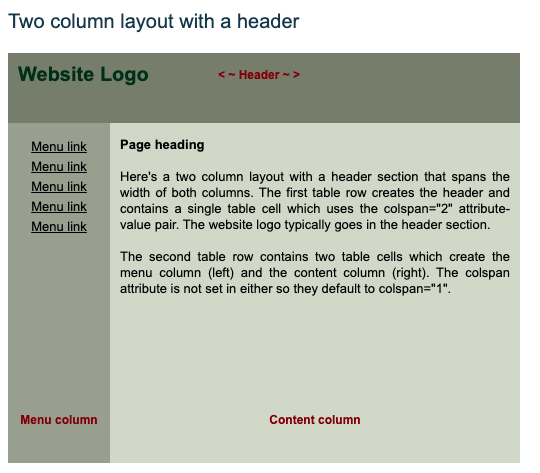 Two column layout with a header
Website Logo
< ~ Header ~ >
Menu link
Menu link
Menu link
Menu link
Menu link
Page heading
Here's a two column layout with a header section that spans the
width of both columns. The first table row creates the header and
contains a single table cell which uses the colspan="2" attribute-
value pair. The website logo typically goes in the header section.
The second table row contains two table cells which create the
menu column (left) and the content column (right). The colspan
attribute is not set in either so they default to colspan="1".
Menu column
Content column